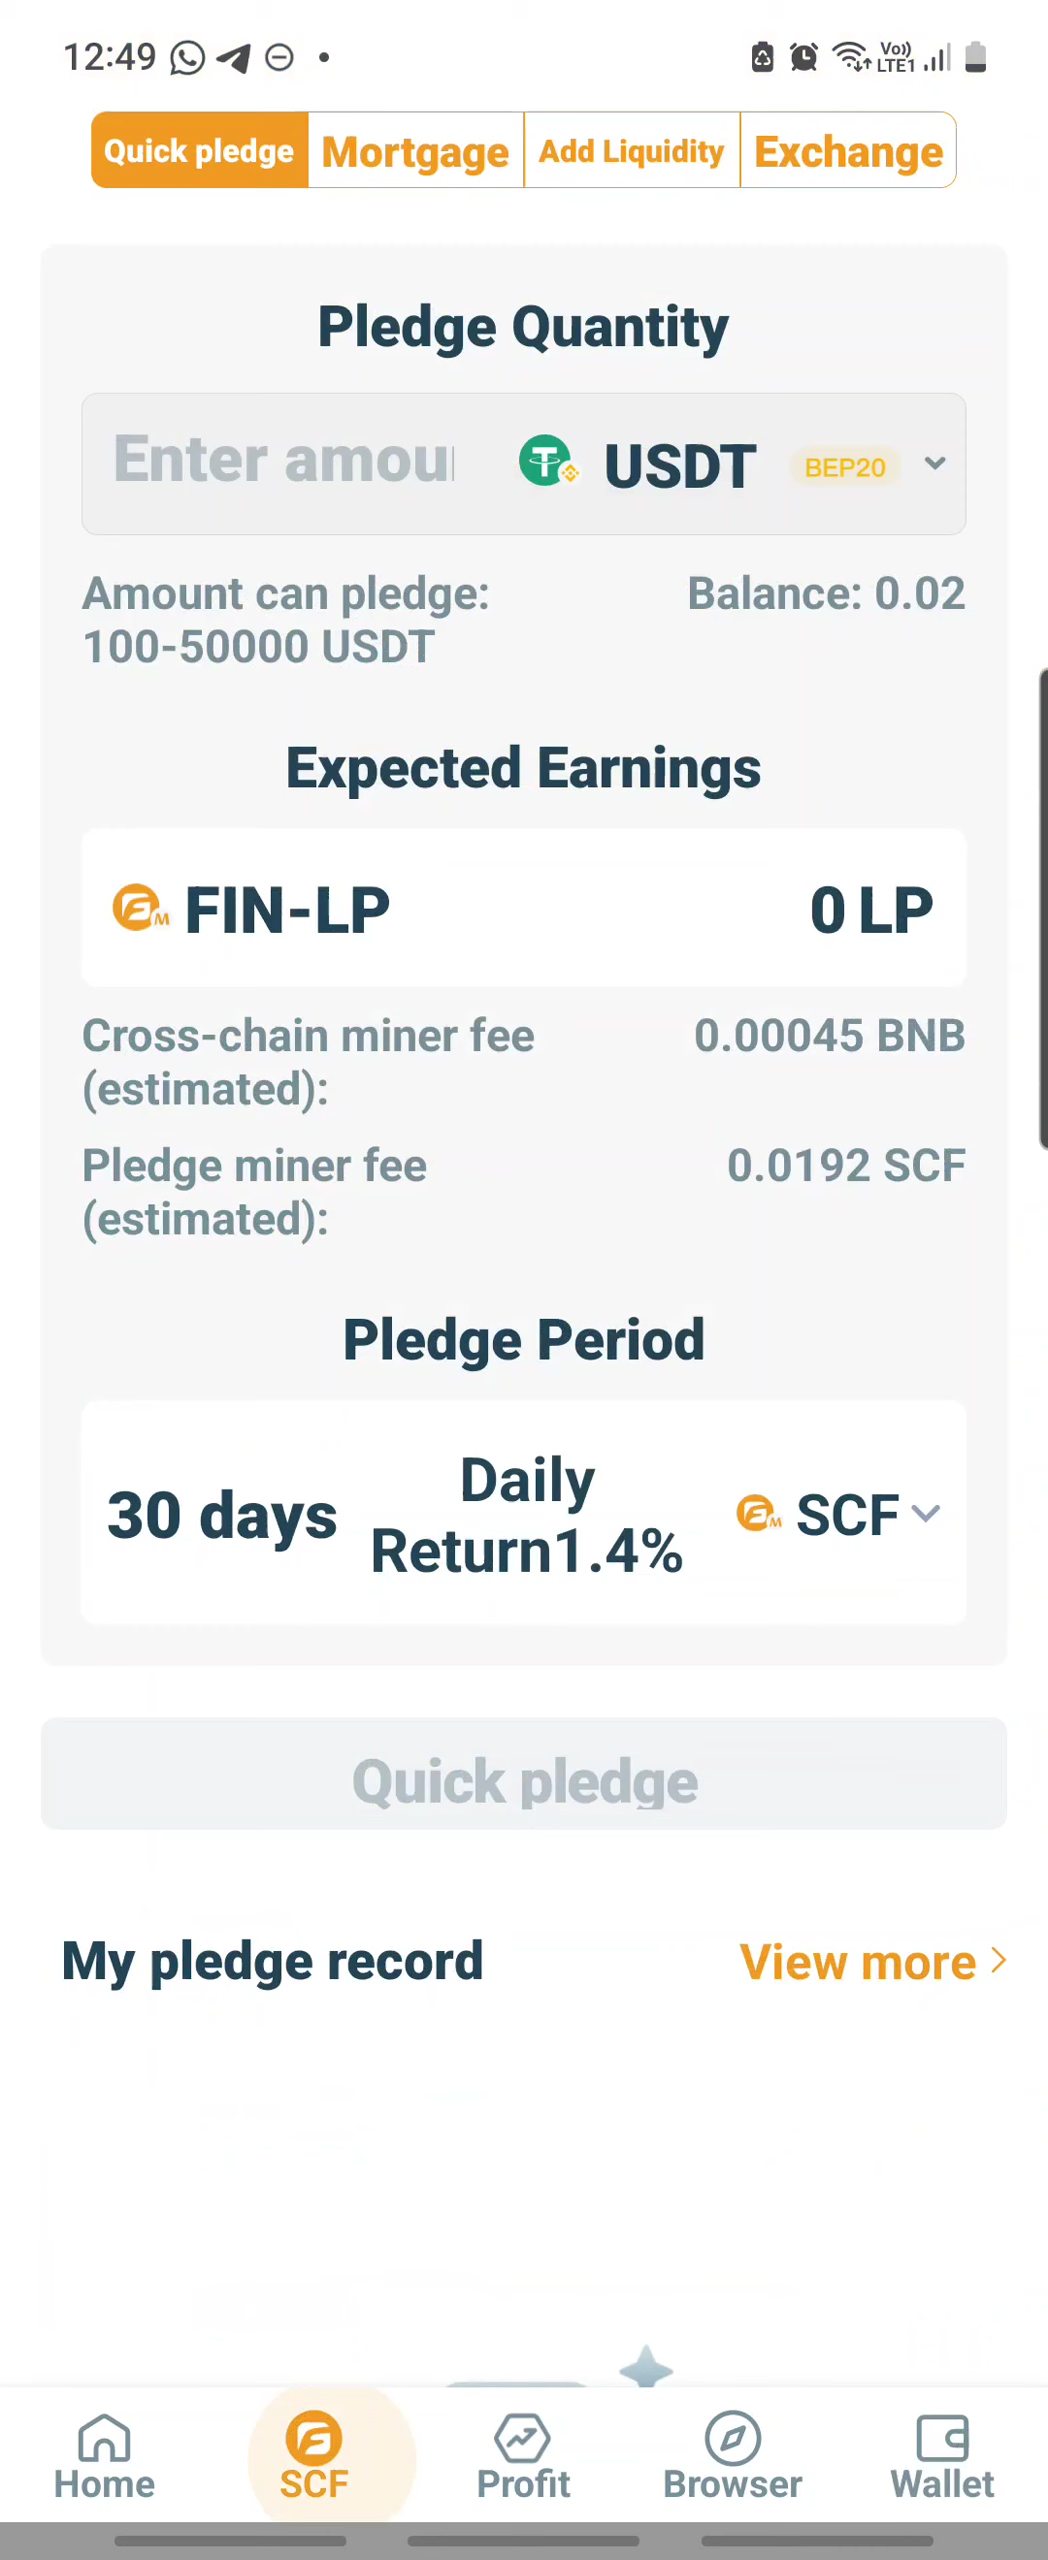 12:49
Vo))
LTE1
Quick pledge
Mortgage
Add Liquidity
Exchange
Pledge Quantity
Enter amou
USDT
BEP20
Amount can pledge:
100-50000 USDT
Balance: 0.02
Expected Earnings
FIN-LP
0 LP
Cross-chain miner fee
(estimated):
0.00045 BNB
Pledge miner fee
(estimated):
0.0192 SCF
Pledge Period
30 days
Daily
Return1.4%
SCF
Quick pledge
My pledge record
View more
Home
SCF
Profit
Browser
Wallet